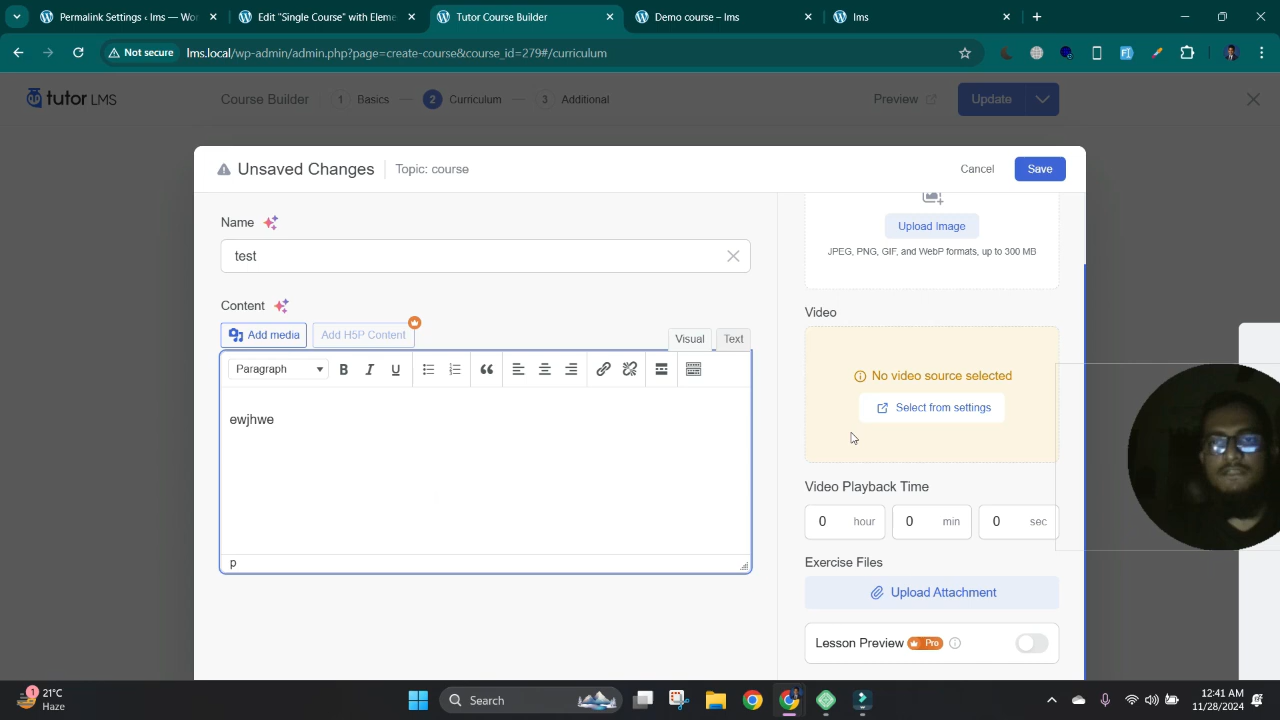 Permalink Settings ‹ lms — Wo
Edit "Single Course" with Eleme
Tutor Course Builder
Demo course – lms
lms
Not secure
lms.local/wp-admin/admin.php?page=create-course&course_id=279#/curriculum
tutor LMS
Course Builder
1 Basics
2 Curriculum
3 Additional
Preview
Update
Unsaved Changes
Topic: course
Cancel
Save
Name
test
Content
Add media
Add H5P Content
Visual
Text
Paragraph
B I U
ewjhwe
p
Upload Image
JPEG, PNG, GIF, and WebP formats, up to 300 MB
Video
No video source selected
Select from settings
Video Playback Time
0 hour
0 min
0 sec
Exercise Files
Upload Attachment
Lesson Preview Pro
1
21°C
Haze
Search
12:41 AM
11/28/2024